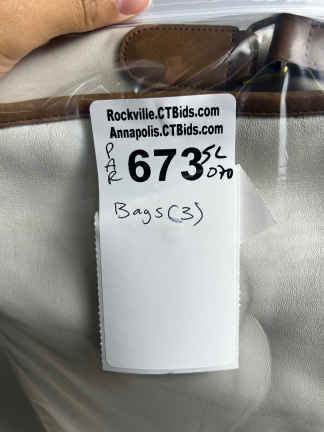 Rockville.CTBids.com
Annapolis.CTBids.com
PAR 673 SL 070
Bags (3)